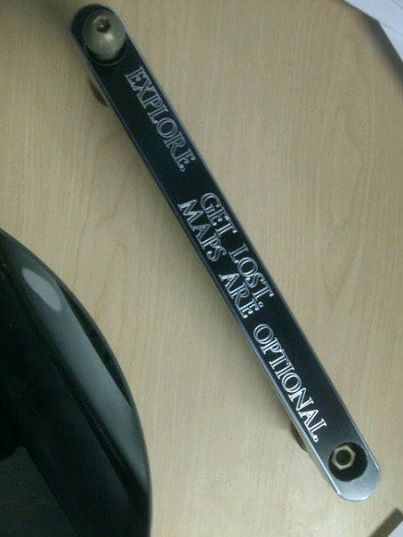 EXPLORE.
GET LOST.
MAPS ARE OPTIONAL.